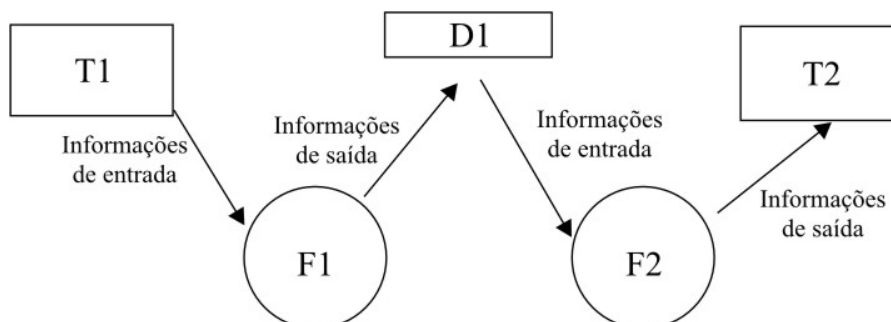 T1
D1
T2
Informações
de entrada
Informações
de saída
Informações
de entrada
Informações
de saída
F1
F2